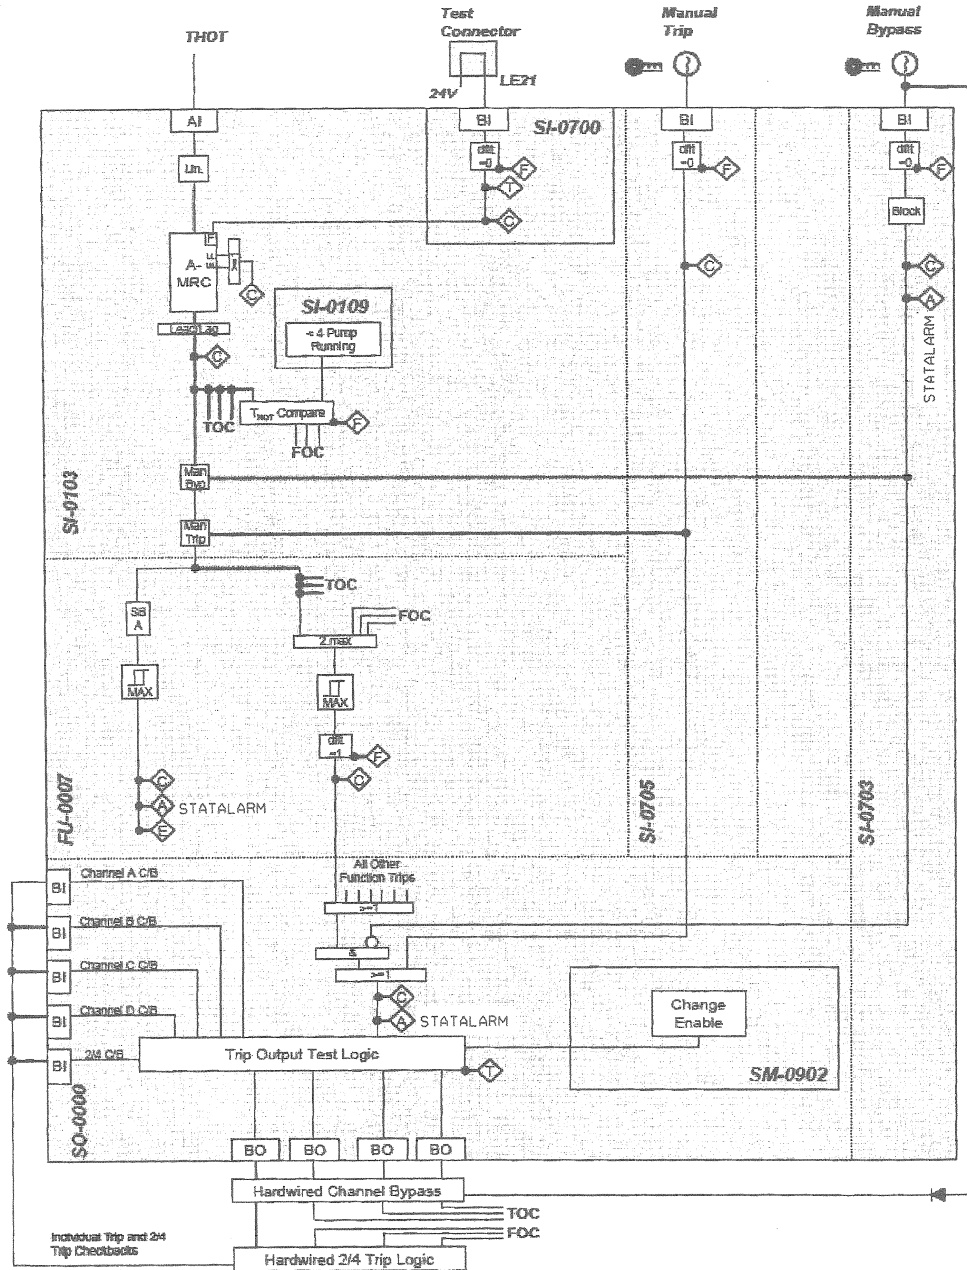 THOT
Test
Connector
24V
LE21
Manual
Trip
Manual
Bypass
AI
BI
SI-0700
BI
BI
Lin.
diff
=0
F
T
C
diff
=0
F
diff
=0
F
Block
F
A-
MRC
C
SI-0109
< 4 Pump
Running
Lead/Lag
C
C
C
A
STATALARM
TOC
THOT Compare
F
FOC
Man
Byp
Man
Trip
SI-0103
TOC
FOC
SB
A
2.max
MAX
MAX
diff
=1
F
C
C
A
STATALARM
F
FU-0007
SI-0705
SI-0703
BI
Channel A C/B
BI
Channel B C/B
BI
Channel C C/B
BI
Channel D C/B
BI
2/4 C/B
All Other
Function Trips
>=1
&
>=1
C
A
STATALARM
Trip Output Test Logic
T
Change
Enable
SM-0902
SO-0000
BO
BO
BO
BO
Hardwired Channel Bypass
TOC
FOC
Individual Trip and 2/4
Trip Checkbacks
Hardwired 2/4 Trip Logic